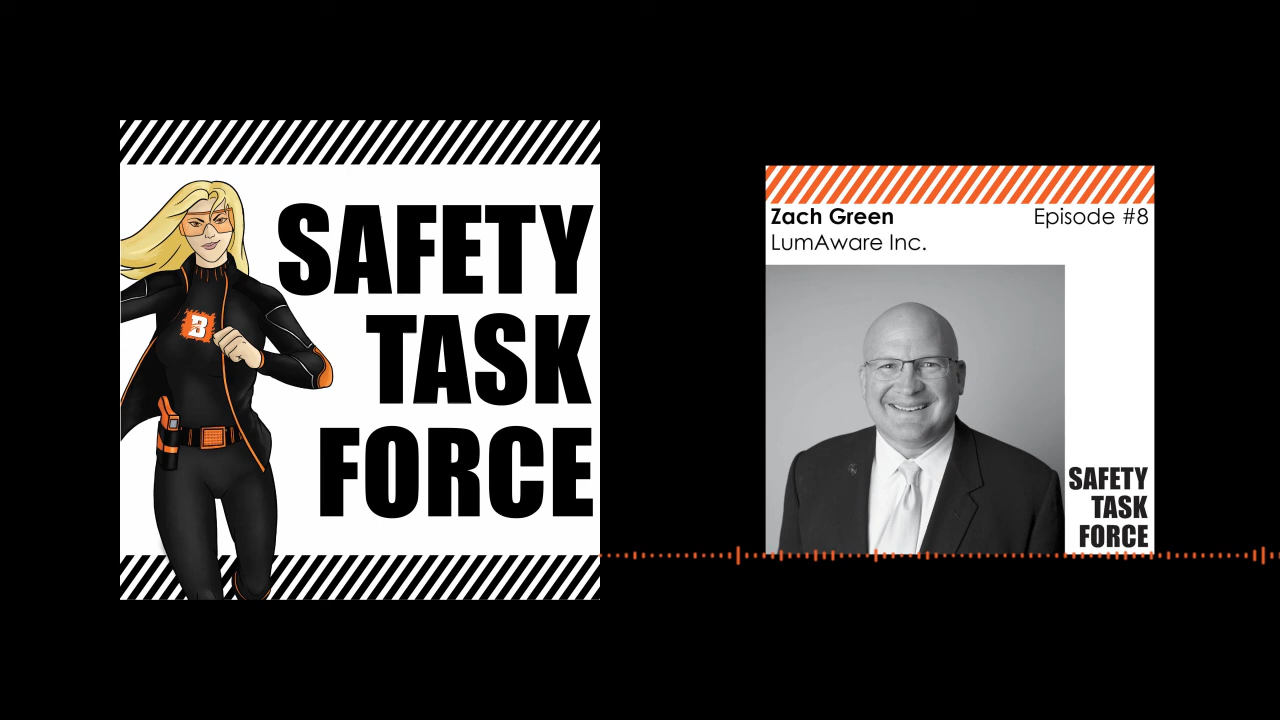 SAFETY
TASK
FORCE
B
Zach Green
Episode #8
LumAware Inc.
SAFETY
TASK
FORCE